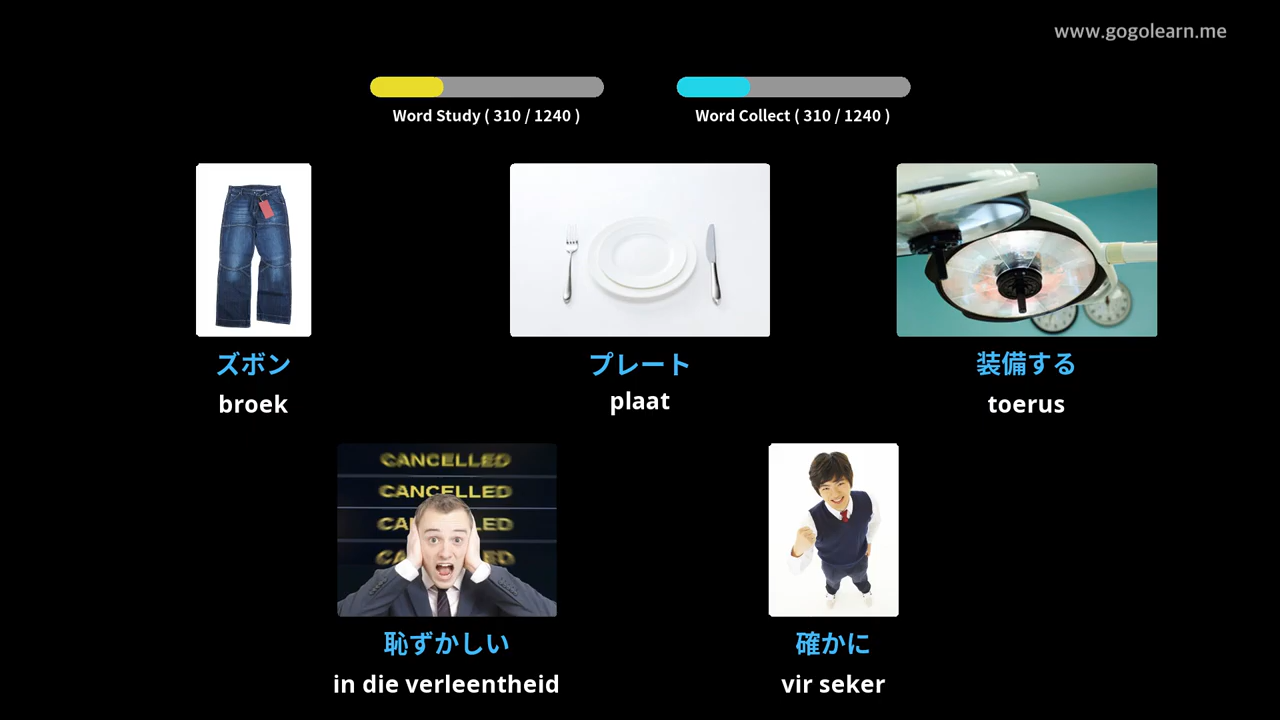 www.gogolearn.me
Word Study ( 310 / 1240 )
Word Collect ( 310 / 1240 )
ズボン
broek
プレート
plaat
装備する
toerus
CANCELLED
CANCELLED
恥ずかしい
in die verleentheid
確かに
vir seker